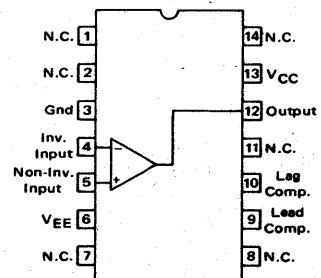 N.C. 1
14 N.C.
N.C. 2
13 VCC
Gnd 3
12 Output
Inv.
Input 4
−
11 N.C.
Non-Inv.
Input 5
+
10 Lag
Comp.
VEE 6
9 Lead
Comp.
N.C. 7
8 N.C.